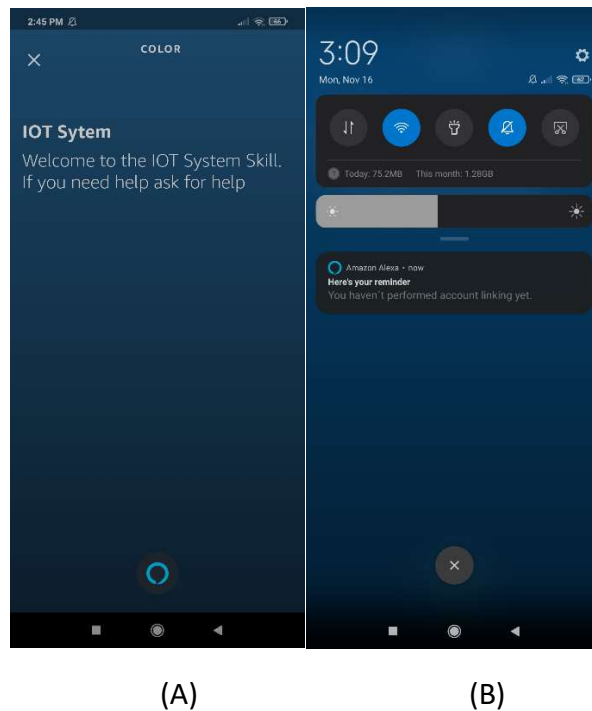 2:45 PM
COLOR
IOT Sytem
Welcome to the IOT System Skill.
If you need help ask for help
3:09
Mon, Nov 16
Today: 75.2MB This month: 1.28GB
Amazon Alexa • now
Here's your reminder
You haven´t performed account linking yet.
(A)
(B)